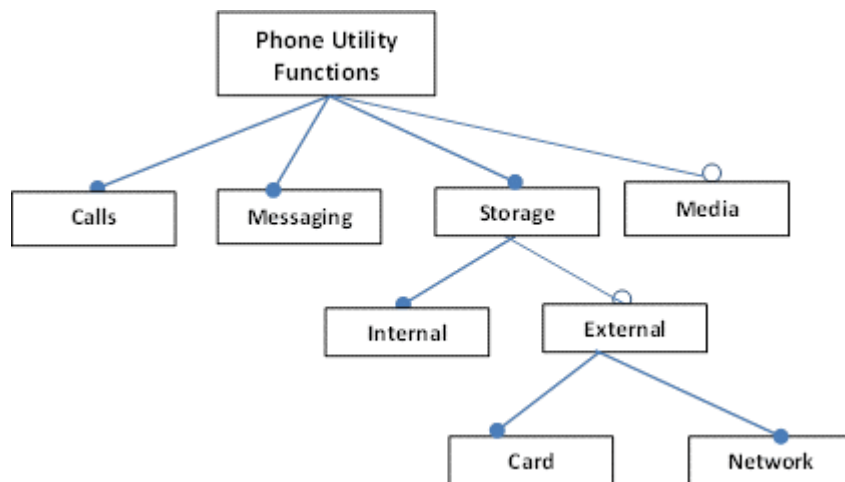 Phone Utility
Functions
Calls
Messaging
Storage
Media
Internal
External
Card
Network